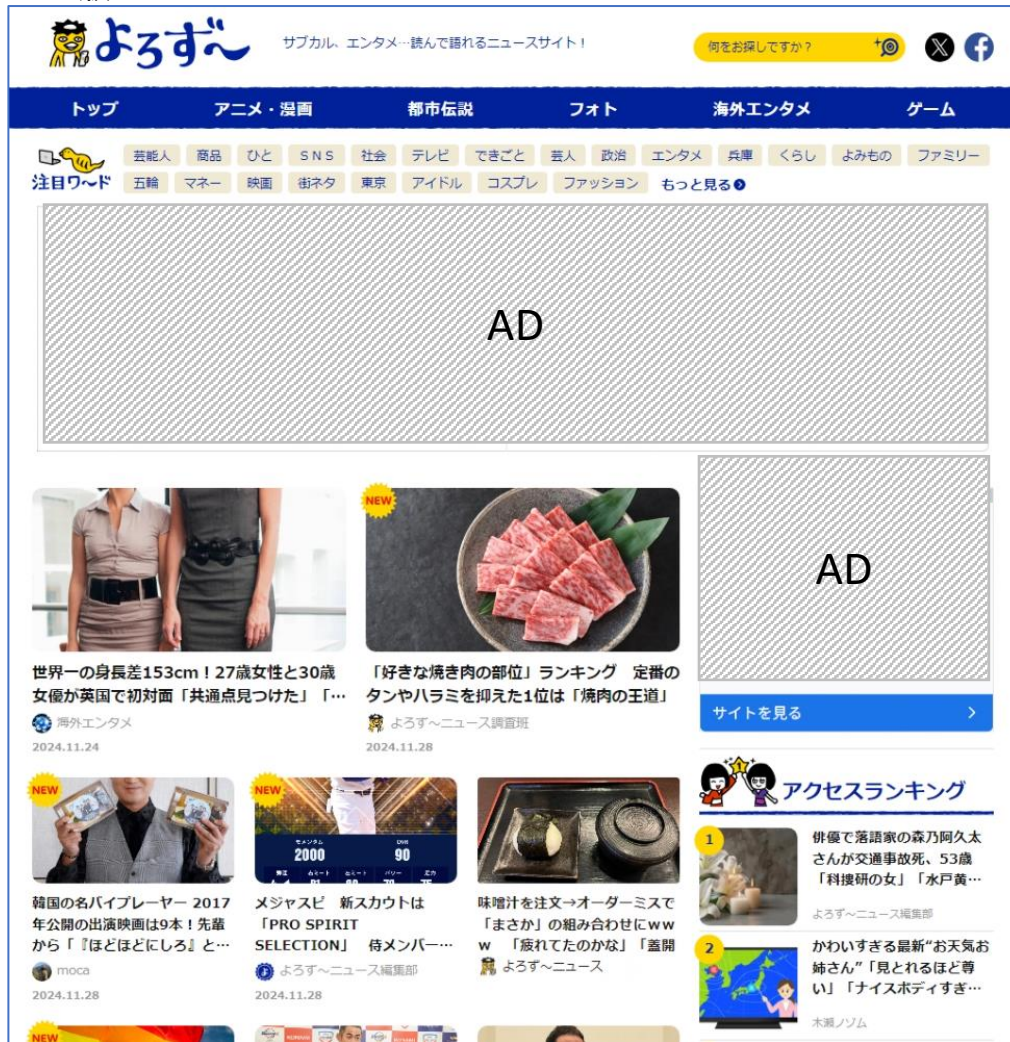 よろず〜
サブカル、エンタメ…読んで語れるニュースサイト！
何をお探しですか？
トップ アニメ・漫画 都市伝説 フォト 海外エンタメ ゲーム
注目ワード
芸能人 商品 ひと ＳＮＳ 社会 テレビ できごと 芸人 政治 エンタメ 兵庫 くらし よみもの ファミリー
五輪 マネー 映画 街ネタ 東京 アイドル コスプレ ファッション もっと見る
AD
AD
サイトを見る
世界一の身長差153cm！27歳女性と30歳
女優が英国で初対面「共通点見つけた」「…
海外エンタメ
2024.11.24
NEW
「好きな焼き肉の部位」ランキング　定番の
タンやハラミを抑えた1位は「焼肉の王道」
よろず〜ニュース調査班
2024.11.28
NEW
韓国の名バイプレーヤー 2017
年公開の出演映画は9本！先輩
から「『ほどほどにしろ』と…
moca
2024.11.28
NEW
2000
90
メジャスピ　新スカウトは
「PRO SPIRIT
SELECTION」　侍メンバー…
よろず〜ニュース編集部
2024.11.28
味噌汁を注文→オーダーミスで
「まさか」の組み合わせにｗｗ
ｗ　「疲れてたのかな」「蓋開
よろず〜ニュース
アクセスランキング
1
俳優で落語家の森乃阿久太
さんが交通事故死、53歳
「科捜研の女」「水戸黄…
よろず〜ニュース編集部
2
かわいすぎる最新“お天気お
姉さん”「見とれるほど尊
い」「ナイスボディすぎ…
木瀬ノゾム
NEW